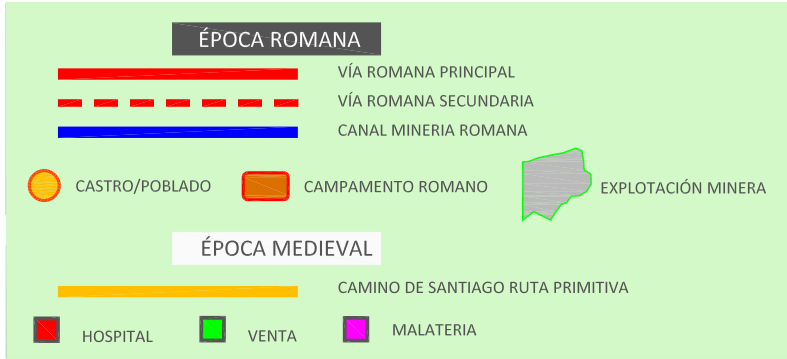 ÉPOCA ROMANA
VÍA ROMANA PRINCIPAL
VÍA ROMANA SECUNDARIA
CANAL MINERIA ROMANA
CASTRO/POBLADO
CAMPAMENTO ROMANO
EXPLOTACIÓN MINERA
ÉPOCA MEDIEVAL
CAMINO DE SANTIAGO RUTA PRIMITIVA
HOSPITAL
VENTA
MALATERIA